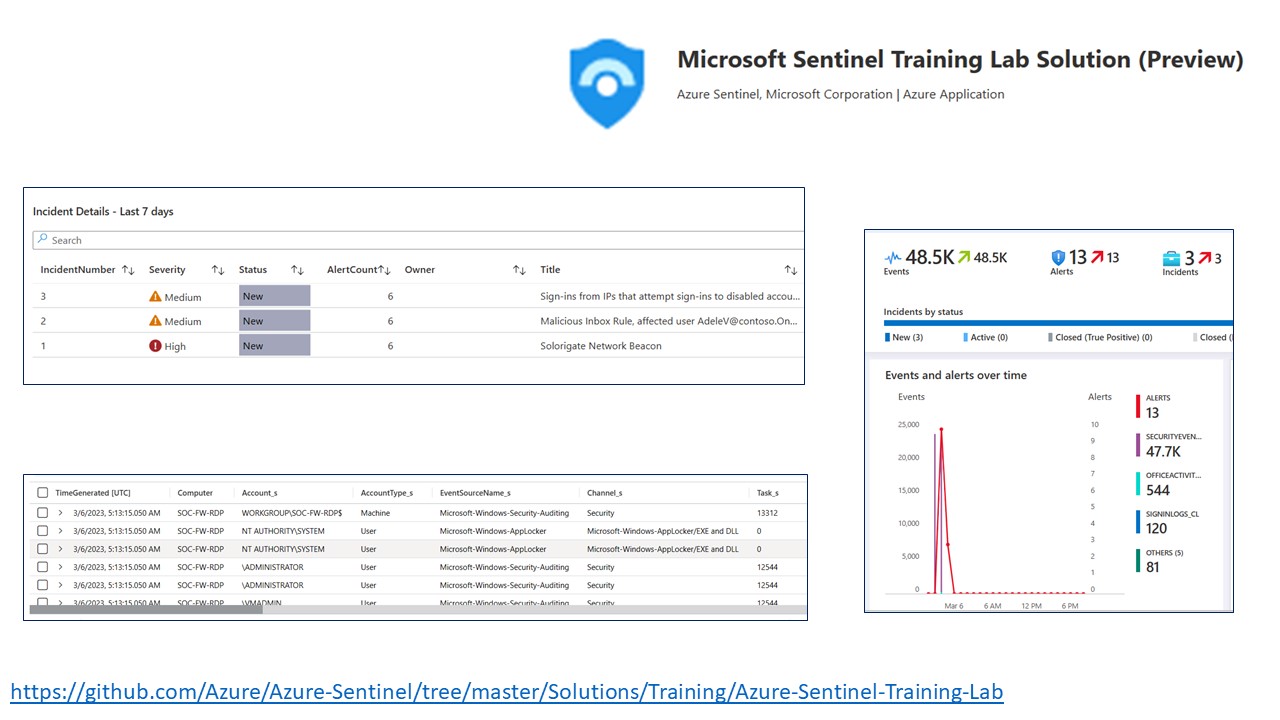 Microsoft Sentinel Training Lab Solution (Preview)
Azure Sentinel, Microsoft Corporation | Azure Application
Incident Details - Last 7 days
Search
IncidentNumber Severity Status AlertCount Owner Title
3 Medium New 6 Sign-ins from IPs that attempt sign-ins to disabled accou...
2 Medium New 6 Malicious Inbox Rule, affected user AdeleV@contoso.On...
1 High New 6 Solorigate Network Beacon
48.5K 48.5K 13 13 3 3
Events Alerts Incidents
Incidents by status
New (3) Active (0) Closed (True Positive) (0) Closed (
Events and alerts over time
Events Alerts
25,000
20,000
15,000
10,000
5,000
0
10
9
8
7
6
5
4
3
2
1
0
Mar 6 6 AM 12 PM 6 PM
ALERTS
13
SECURITYEVEN...
47.7K
OFFICEACTIVIT...
544
SIGNINLOGS_CL
120
OTHERS (5)
81
TimeGenerated [UTC] Computer Account_s AccountType_s EventSourceName_s Channel_s Task_s
3/6/2023, 5:13:15.050 AM SOC-FW-RDP WORKGROUP\SOC-FW-RDP$ Machine Microsoft-Windows-Security-Auditing Security 13312
3/6/2023, 5:13:15.050 AM SOC-FW-RDP NT AUTHORITY\SYSTEM User Microsoft-Windows-AppLocker Microsoft-Windows-AppLocker/EXE and DLL 0
3/6/2023, 5:13:15.050 AM SOC-FW-RDP NT AUTHORITY\SYSTEM User Microsoft-Windows-AppLocker Microsoft-Windows-AppLocker/EXE and DLL 0
3/6/2023, 5:13:15.050 AM SOC-FW-RDP \ADMINISTRATOR User Microsoft-Windows-Security-Auditing Security 12544
3/6/2023, 5:13:15.050 AM SOC-FW-RDP \ADMINISTRATOR User Microsoft-Windows-Security-Auditing Security 12544
3/6/2023, 5:13:15.050 AM SOC-FW-RDP \VMADMIN User Microsoft-Windows-Security-Auditing Security 12544
https://github.com/Azure/Azure-Sentinel/tree/master/Solutions/Training/Azure-Sentinel-Training-Lab